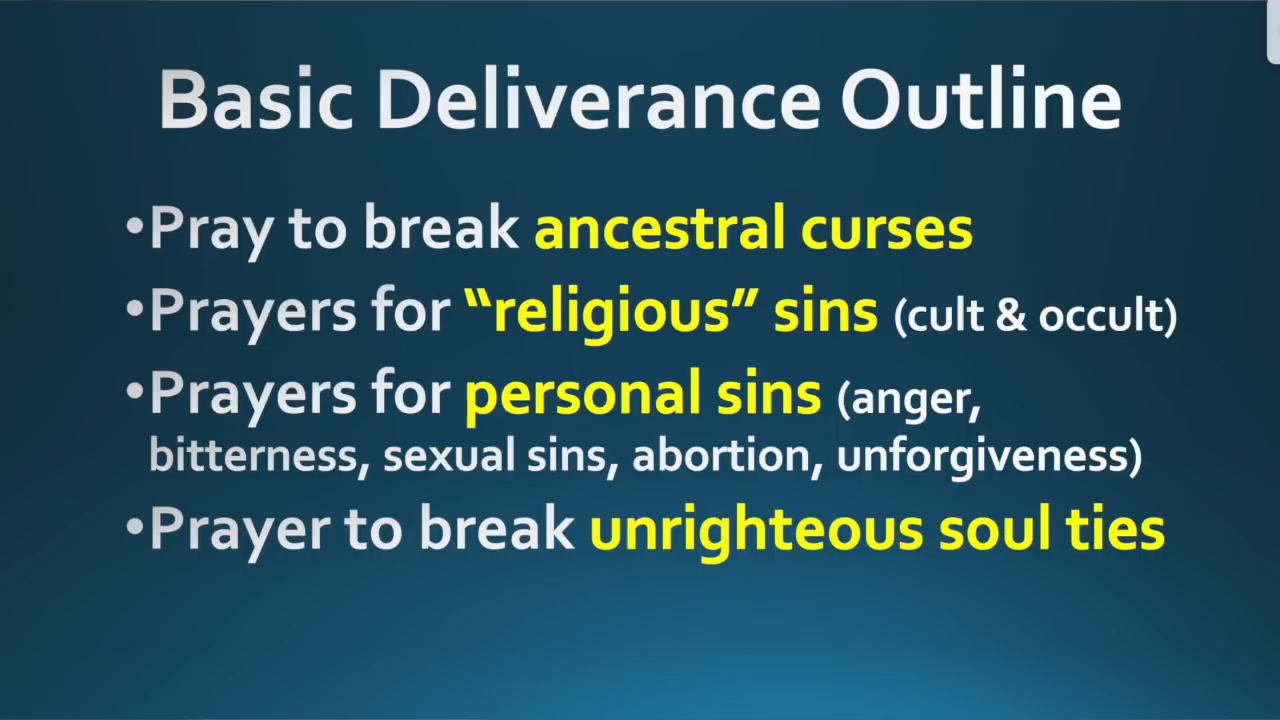 Basic Deliverance Outline
•Pray to break ancestral curses
•Prayers for “religious” sins (cult & occult)
•Prayers for personal sins (anger,
bitterness, sexual sins, abortion, unforgiveness)
•Prayer to break unrighteous soul ties